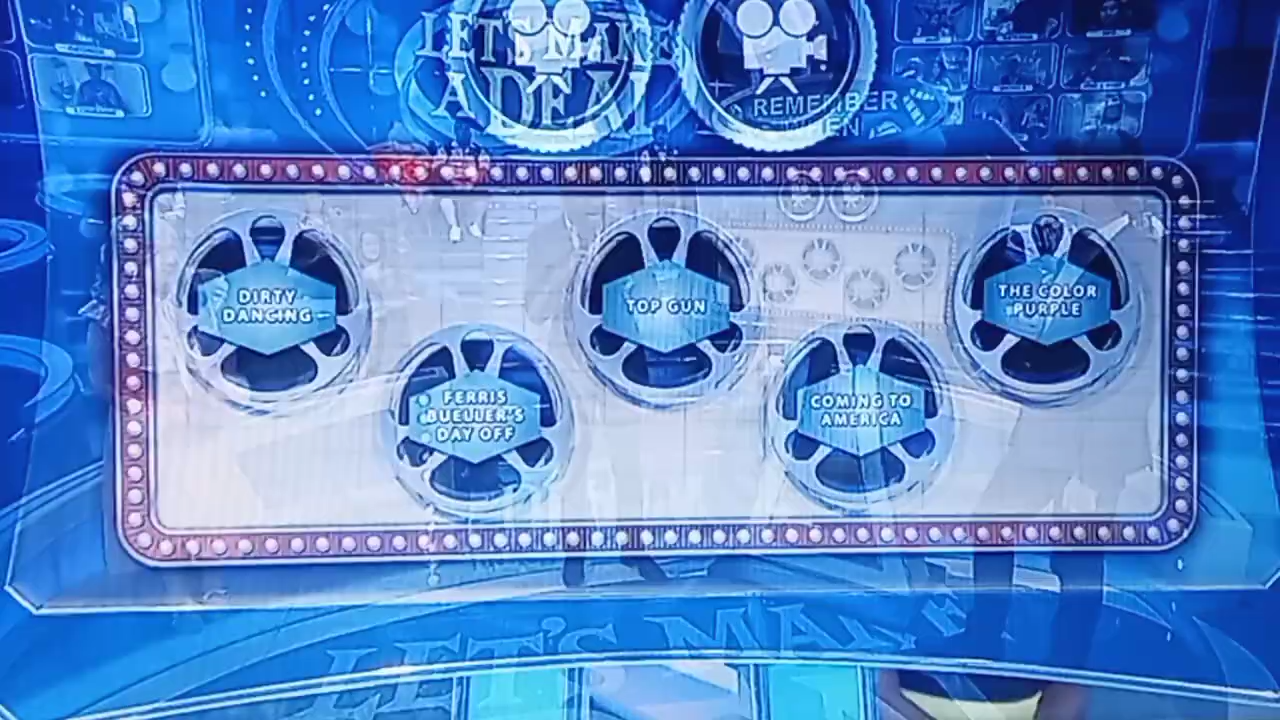 LET'S MAKE
A DEAL
REMEMBER
WHEN
DIRTY
DANCING
TOP GUN
THE COLOR
PURPLE
FERRIS
BUELLER'S
DAY OFF
COMING TO
AMERICA
LET'S MAKE